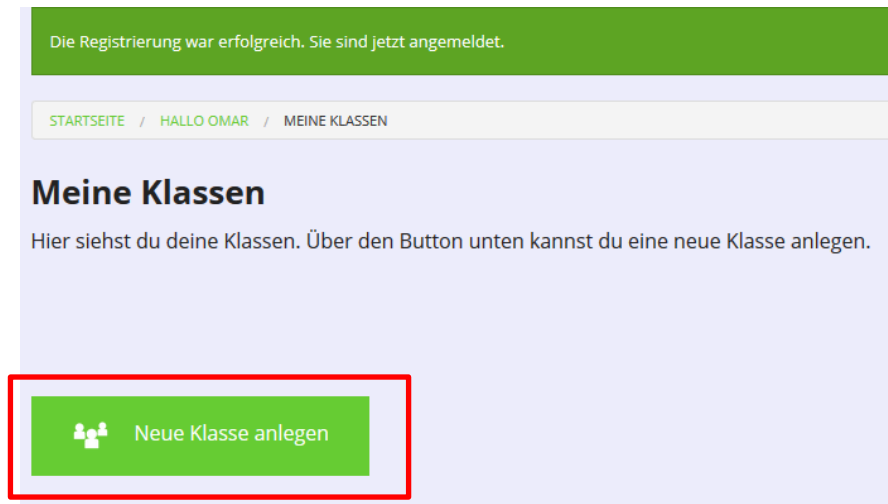 Die Registrierung war erfolgreich. Sie sind jetzt angemeldet.
STARTSEITE / HALLO OMAR / MEINE KLASSEN
Meine Klassen
Hier siehst du deine Klassen. Über den Button unten kannst du eine neue Klasse anlegen.
Neue Klasse anlegen